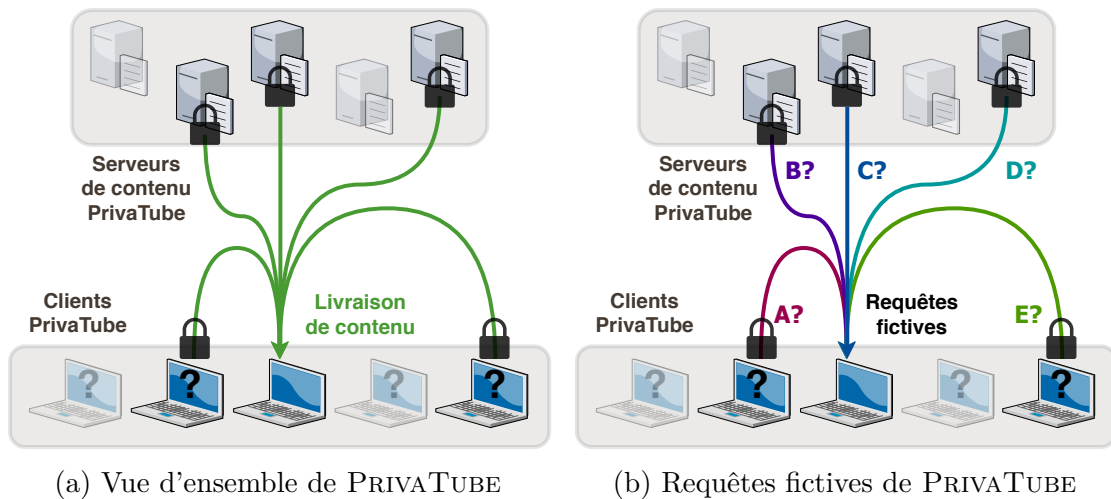 Serveurs
de contenu
PrivaTube
Clients
PrivaTube
Livraison
de contenu
?
?
?
?
(a) Vue d'ensemble de PRIVATUBE
B?
C?
D?
Serveurs
de contenu
PrivaTube
Clients
PrivaTube
A?
Requêtes
fictives
E?
?
?
?
?
(b) Requêtes fictives de PRIVATUBE